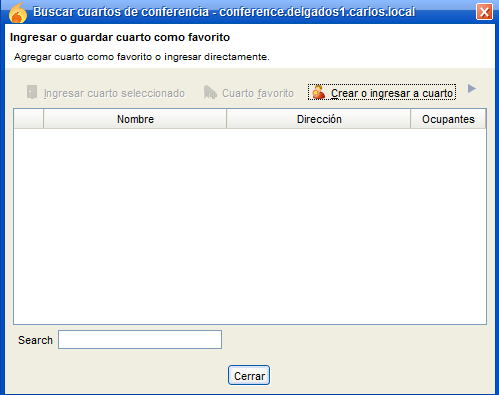 Buscar cuartos de conferencia - conference.delgados1.carlos.local
Ingresar o guardar cuarto como favorito
Agregar cuarto como favorito o ingresar directamente.
Ingresar cuarto seleccionado Cuarto favorito Crear o ingresar a cuarto
Nombre Dirección Ocupantes
Search
Cerrar